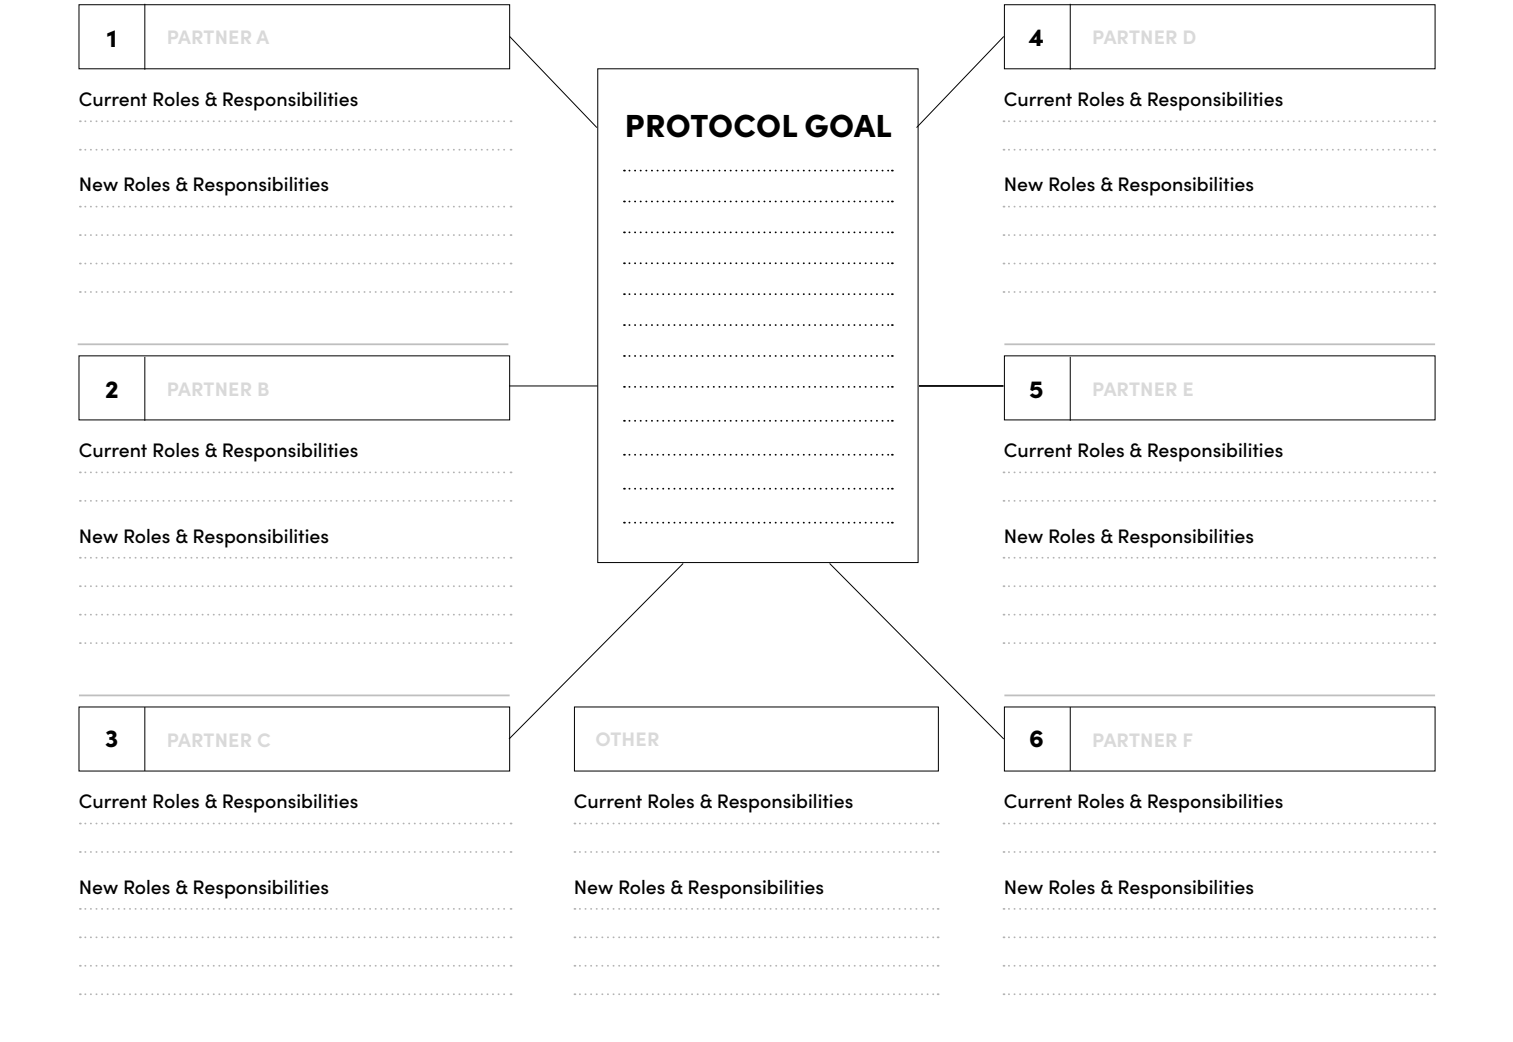 1 PARTNER A
Current Roles & Responsibilities
New Roles & Responsibilities
2 PARTNER B
Current Roles & Responsibilities
New Roles & Responsibilities
3 PARTNER C
Current Roles & Responsibilities
New Roles & Responsibilities
PROTOCOL GOAL
OTHER
Current Roles & Responsibilities
New Roles & Responsibilities
4 PARTNER D
Current Roles & Responsibilities
New Roles & Responsibilities
5 PARTNER E
Current Roles & Responsibilities
New Roles & Responsibilities
6 PARTNER F
Current Roles & Responsibilities
New Roles & Responsibilities